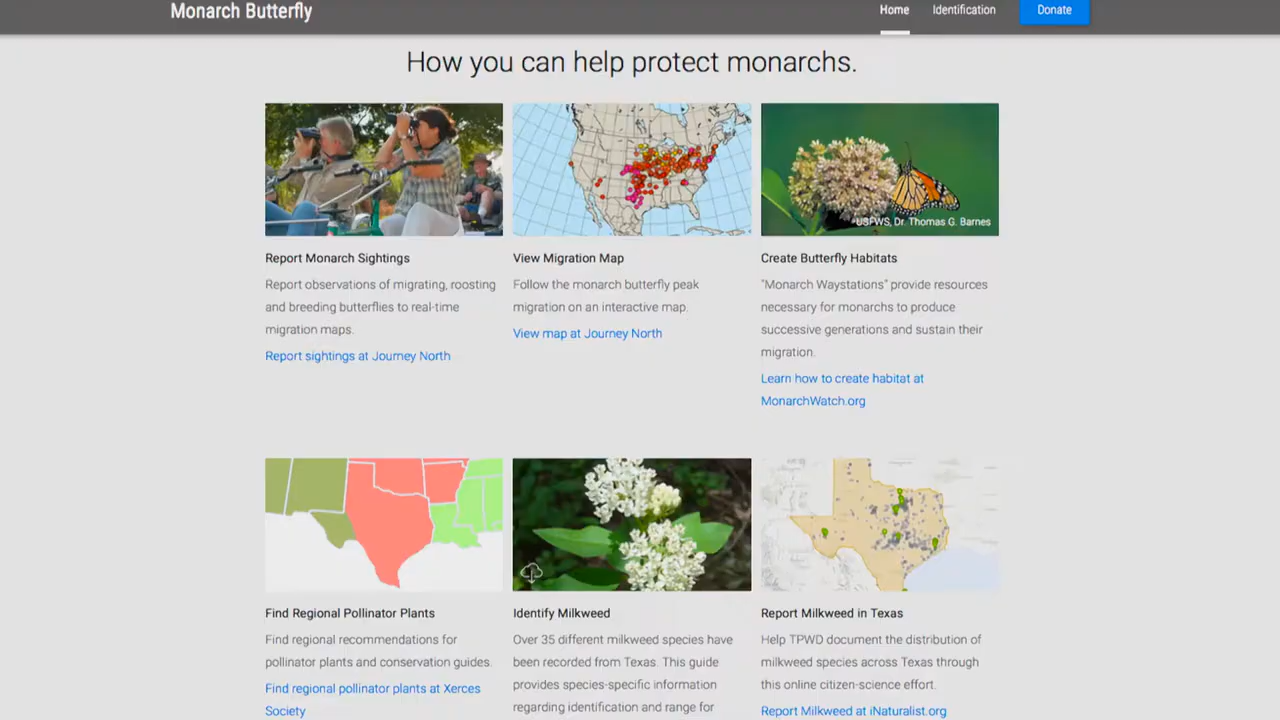 Monarch Butterfly
Home
Identification
Donate
How you can help protect monarchs.
USFWS, Dr. Thomas G. Barnes
Report Monarch Sightings
Report observations of migrating, roosting
and breeding butterflies to real-time
migration maps.
Report sightings at Journey North
View Migration Map
Follow the monarch butterfly peak
migration on an interactive map.
View map at Journey North
Create Butterfly Habitats
"Monarch Waystations" provide resources
necessary for monarchs to produce
successive generations and sustain their
migration.
Learn how to create habitat at
MonarchWatch.org
Find Regional Pollinator Plants
Find regional recommendations for
pollinator plants and conservation guides.
Find regional pollinator plants at Xerces
Society
Identify Milkweed
Over 35 different milkweed species have
been recorded from Texas. This guide
provides species-specific information
regarding identification and range for
Report Milkweed in Texas
Help TPWD document the distribution of
milkweed species across Texas through
this online citizen-science effort.
Report Milkweed at iNaturalist.org